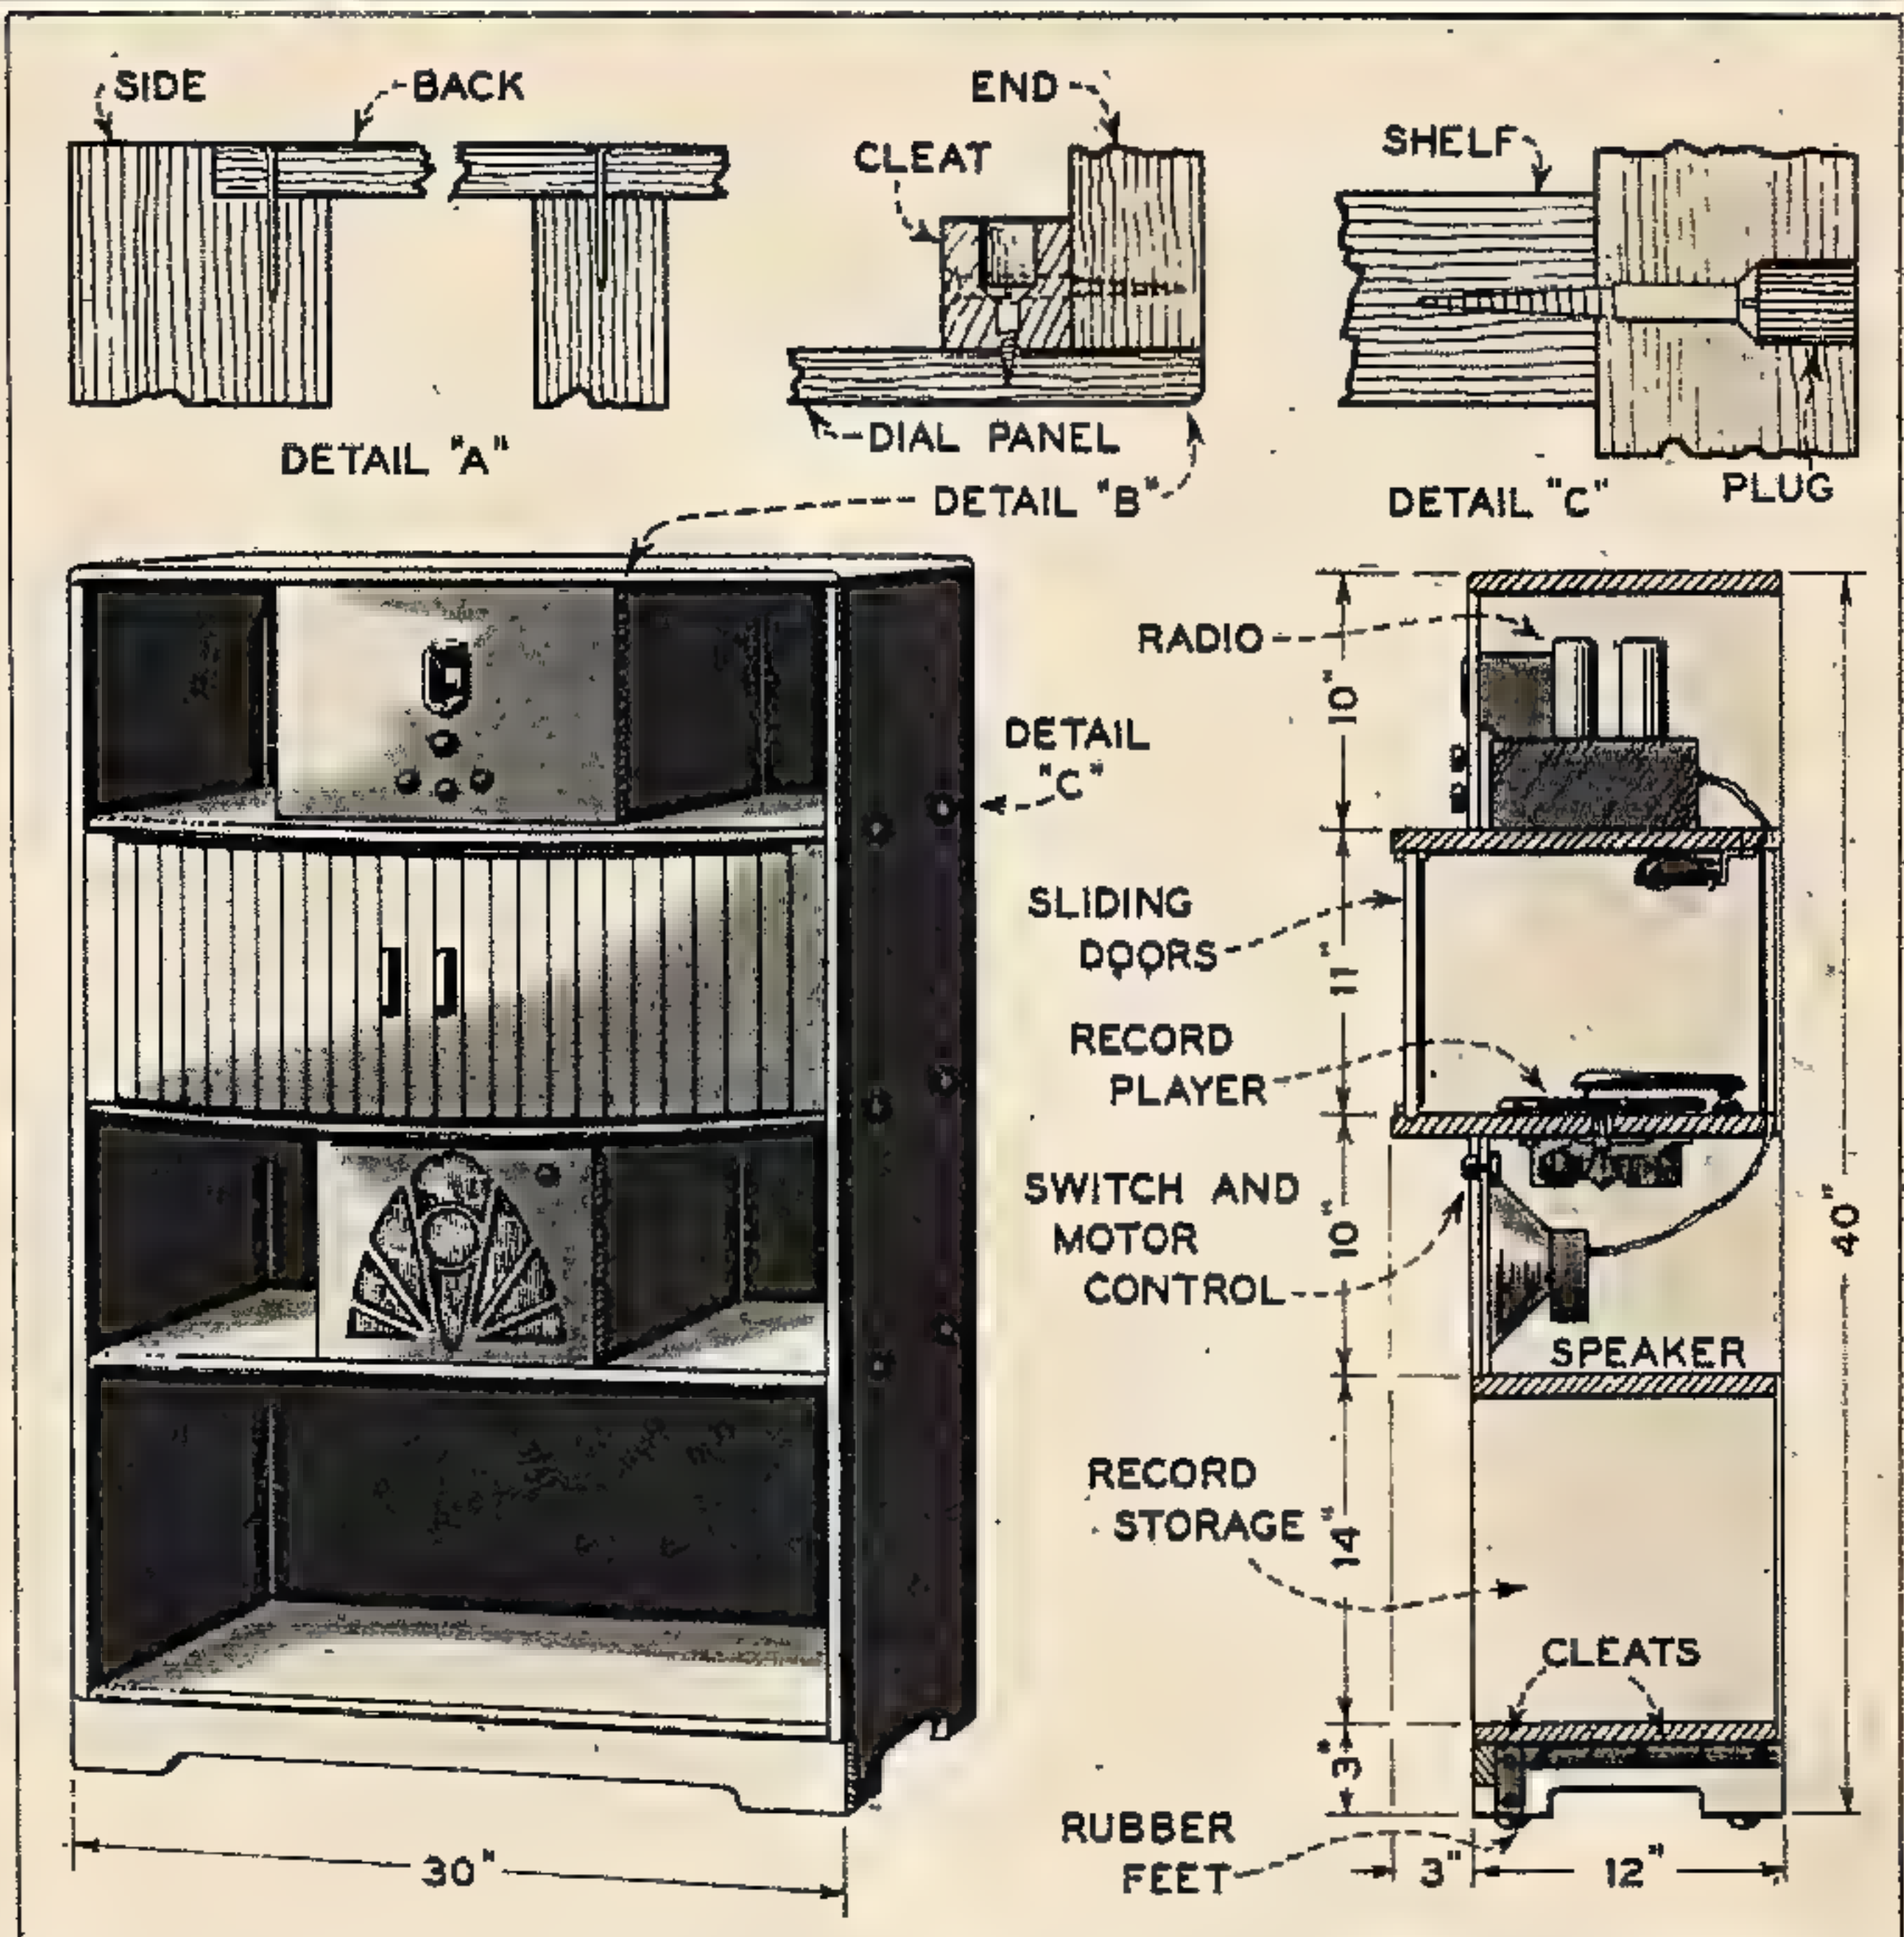 SIDE
BACK
END
CLEAT
SHELF
DIAL PANEL
DETAIL "A"
DETAIL "B"
DETAIL "C"
PLUG
RADIO
10"
DETAIL
"C"
SLIDING
DOORS
11"
RECORD
PLAYER
SWITCH AND
MOTOR
CONTROL
10"
40"
SPEAKER
RECORD
STORAGE
14"
CLEATS
3"
RUBBER
FEET
30"
3"
12"